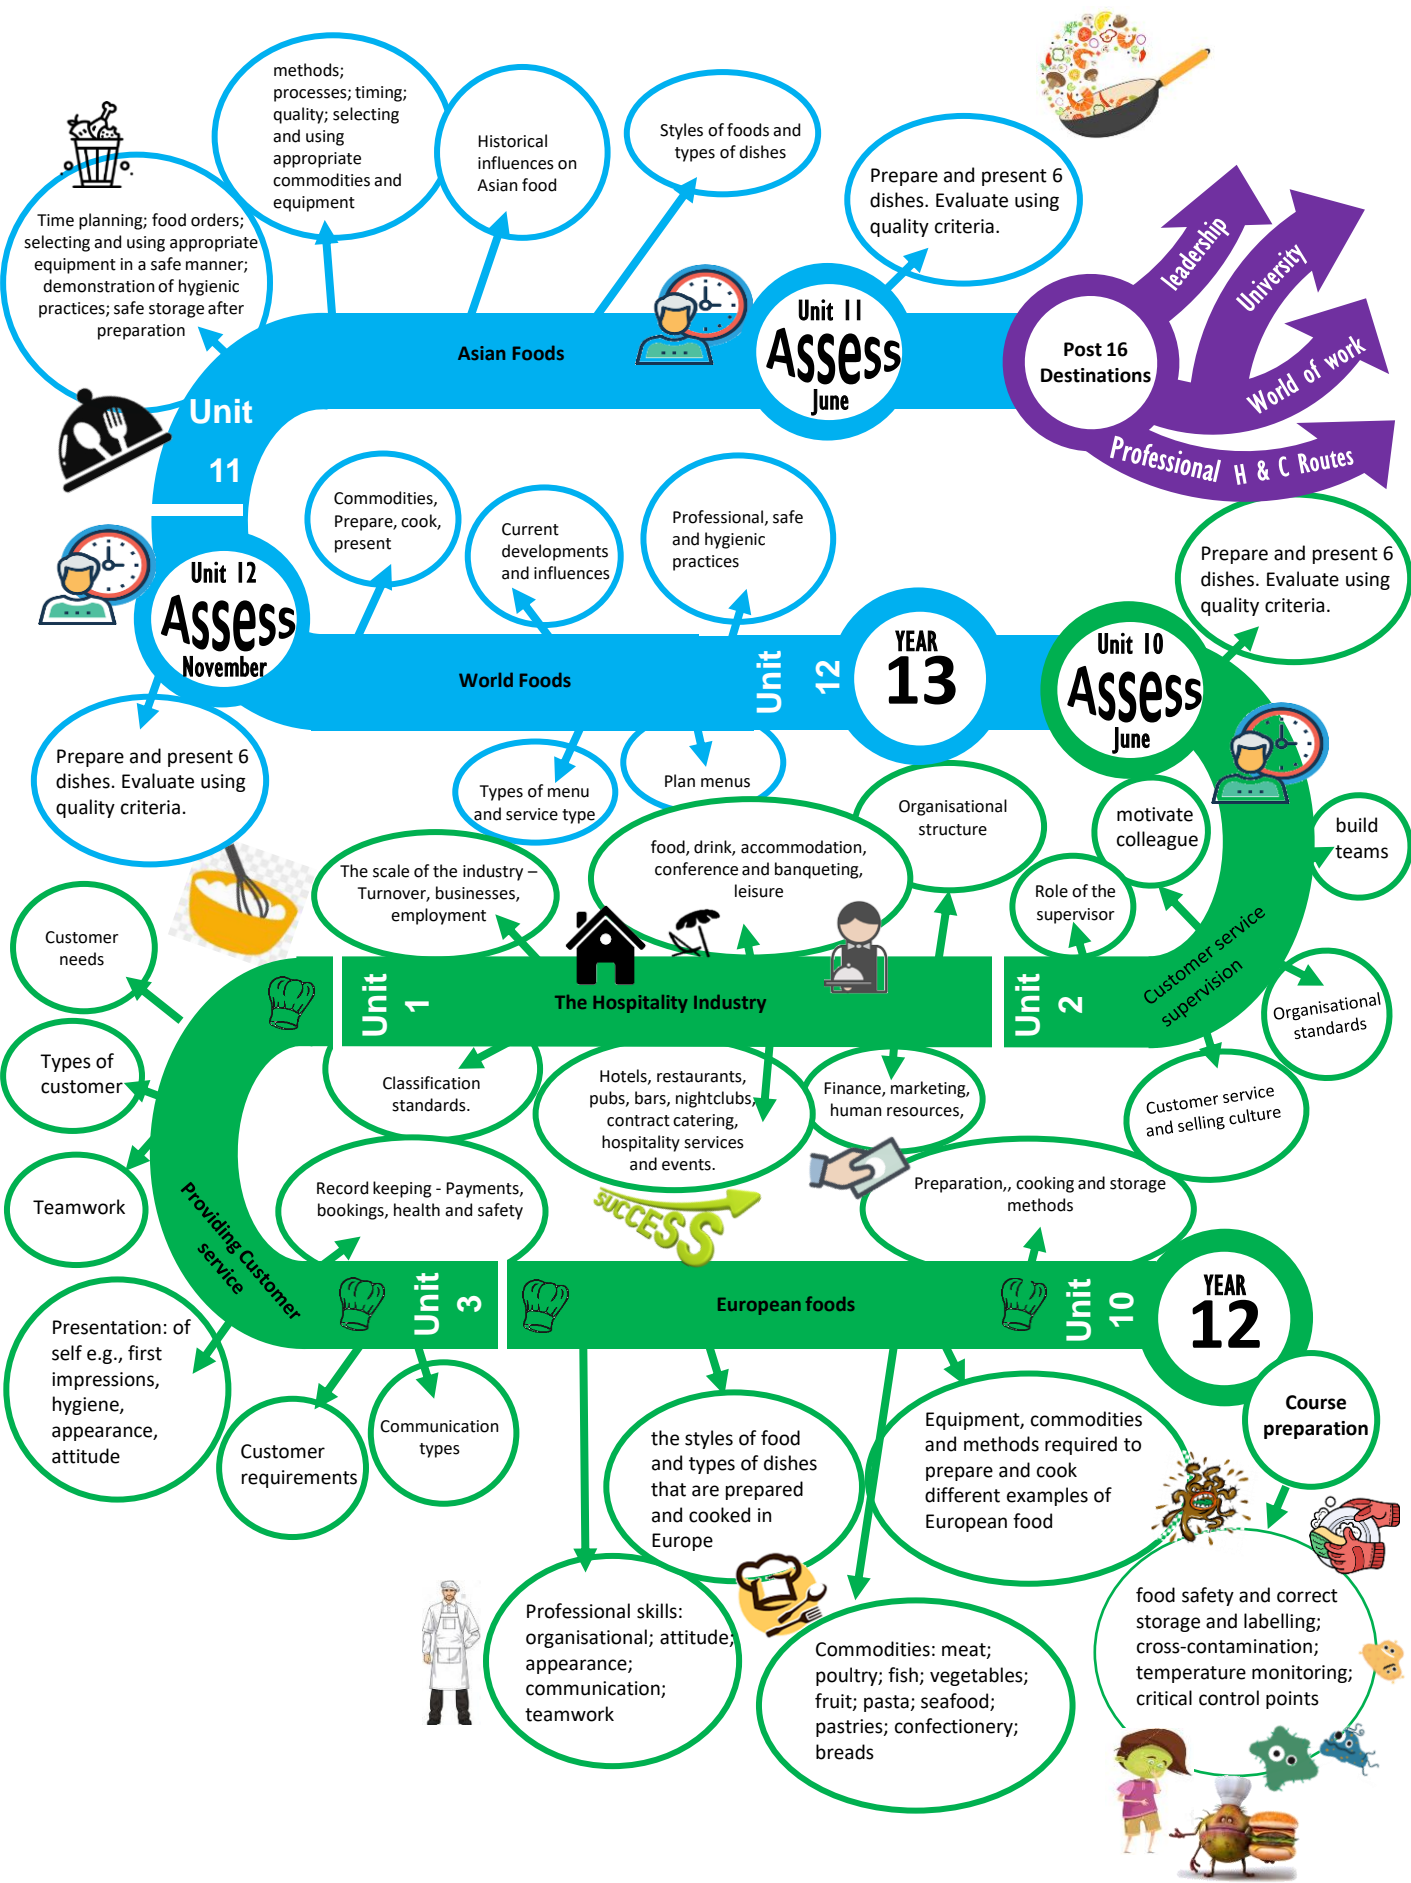 methods;
processes; timing;
quality; selecting
and using
appropriate
commodities and
equipment
Historical
influences on
Asian food
Styles of foods and
types of dishes
Prepare and present 6
dishes. Evaluate using
quality criteria.
Time planning; food orders;
selecting and using appropriate
equipment in a safe manner;
demonstration of hygienic
practices; safe storage after
preparation
leadership
University
World of work
Professional H & C Routes
Post 16
Destinations
Unit 11
Assess
June
Asian Foods
Unit
11
Commodities,
Prepare, cook,
present
Current
developments
and influences
Professional, safe
and hygienic
practices
Prepare and present 6
dishes. Evaluate using
quality criteria.
Unit 12
Assess
November
World Foods
Unit
12
YEAR
13
Unit 10
Assess
June
Prepare and present 6
dishes. Evaluate using
quality criteria.
Types of menu
and service type
Plan menus
Organisational
structure
motivate
colleague
build
teams
The scale of the industry –
Turnover, businesses,
employment
food, drink, accommodation,
conference and banqueting,
leisure
Role of the
supervisor
Customer
needs
Customer service
supervision
Unit
1
The Hospitality Industry
Unit
2
Organisational
standards
Types of
customer
Classification
standards.
Hotels, restaurants,
pubs, bars, nightclubs,
contract catering,
hospitality services
and events.
Finance, marketing,
human resources,
Customer service
and selling culture
Teamwork
Providing Customer
service
Record keeping - Payments,
bookings, health and safety
SUCCESS
Preparation,, cooking and storage
methods
Unit
3
European foods
Unit
10
YEAR
12
Presentation: of
self e.g., first
impressions,
hygiene,
appearance,
attitude
Customer
requirements
Communication
types
the styles of food
and types of dishes
that are prepared
and cooked in
Europe
Equipment, commodities
and methods required to
prepare and cook
different examples of
European food
Course
preparation
Professional skills:
organisational; attitude;
appearance;
communication;
teamwork
Commodities: meat;
poultry; fish; vegetables;
fruit; pasta; seafood;
pastries; confectionery;
breads
food safety and correct
storage and labelling;
cross-contamination;
temperature monitoring;
critical control points